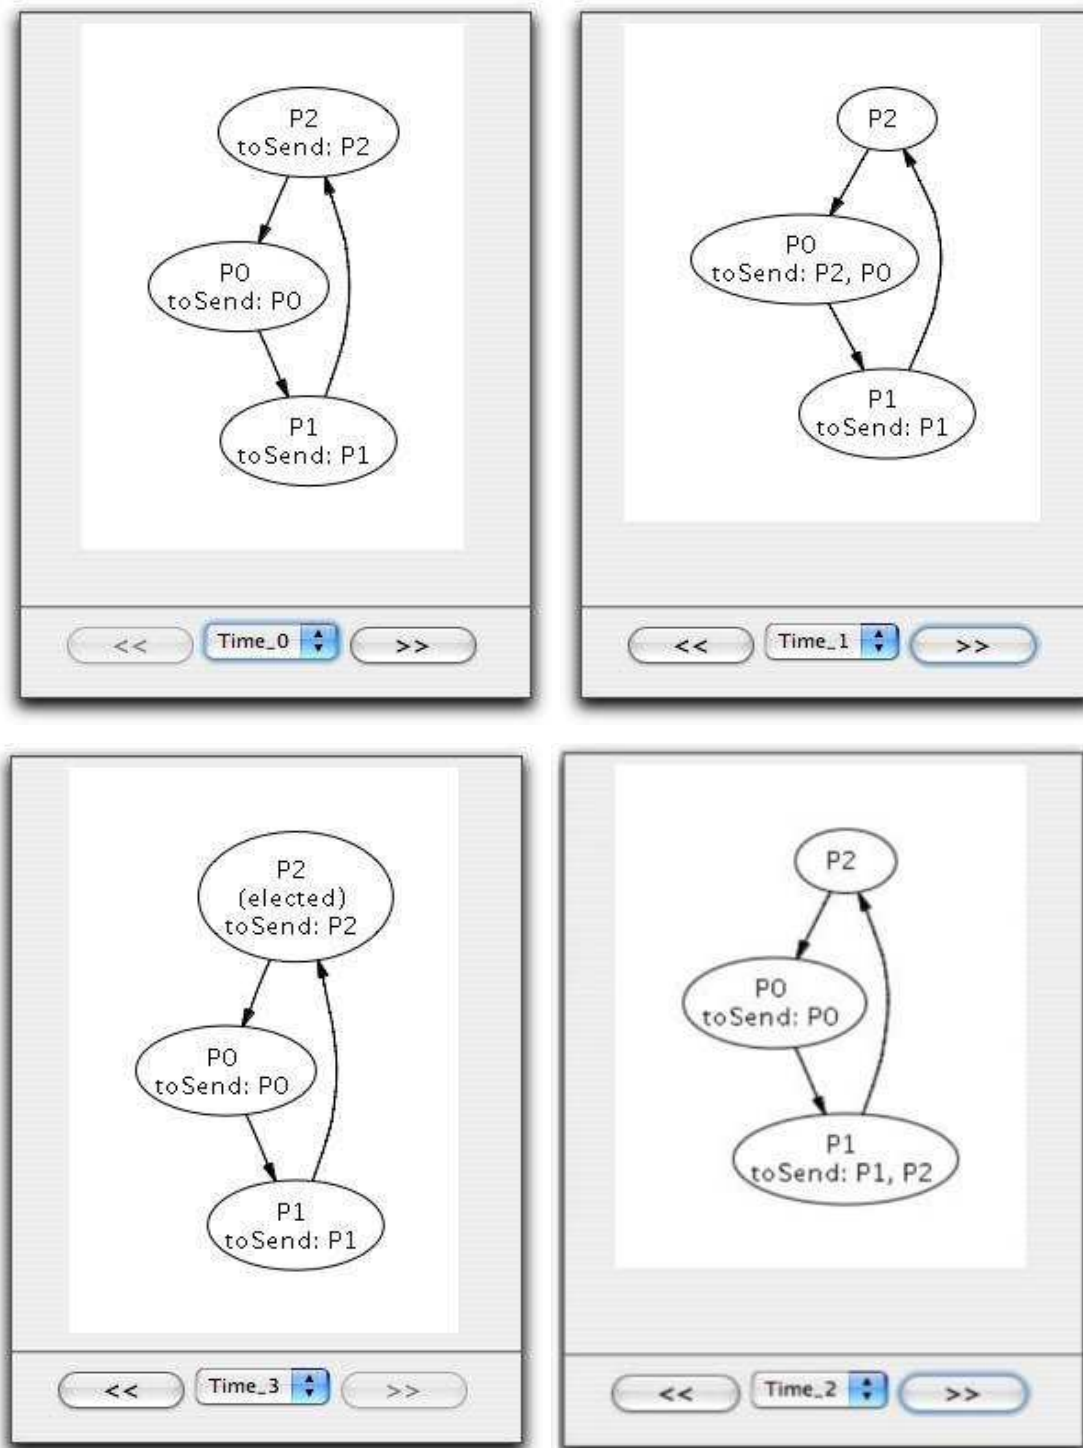 P2
toSend: P2
P0
toSend: P0
P1
toSend: P1
<< Time_0 >>
P2
P0
toSend: P2, P0
P1
toSend: P1
<< Time_1 >>
P2
(elected)
toSend: P2
P0
toSend: P0
P1
toSend: P1
<< Time_3 >>
P2
P0
toSend: P0
P1
toSend: P1, P2
<< Time_2 >>